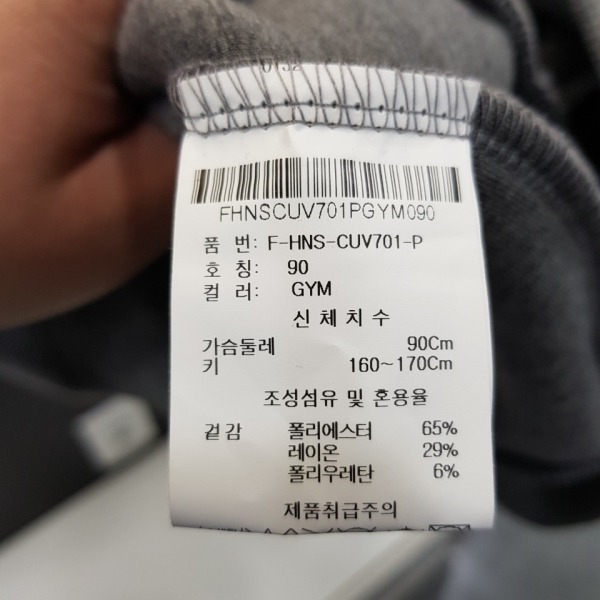 0132
FHNSCUV701PGYM090
품 번: F-HNS-CUV701-P
호 칭: 90
컬 러: GYM
신 체 치 수
가슴둘레 90Cm
키 160~170Cm
조성섬유 및 혼용율
겉 감 폴리에스터 65%
레이온 29%
폴리우레탄 6%
제품취급주의